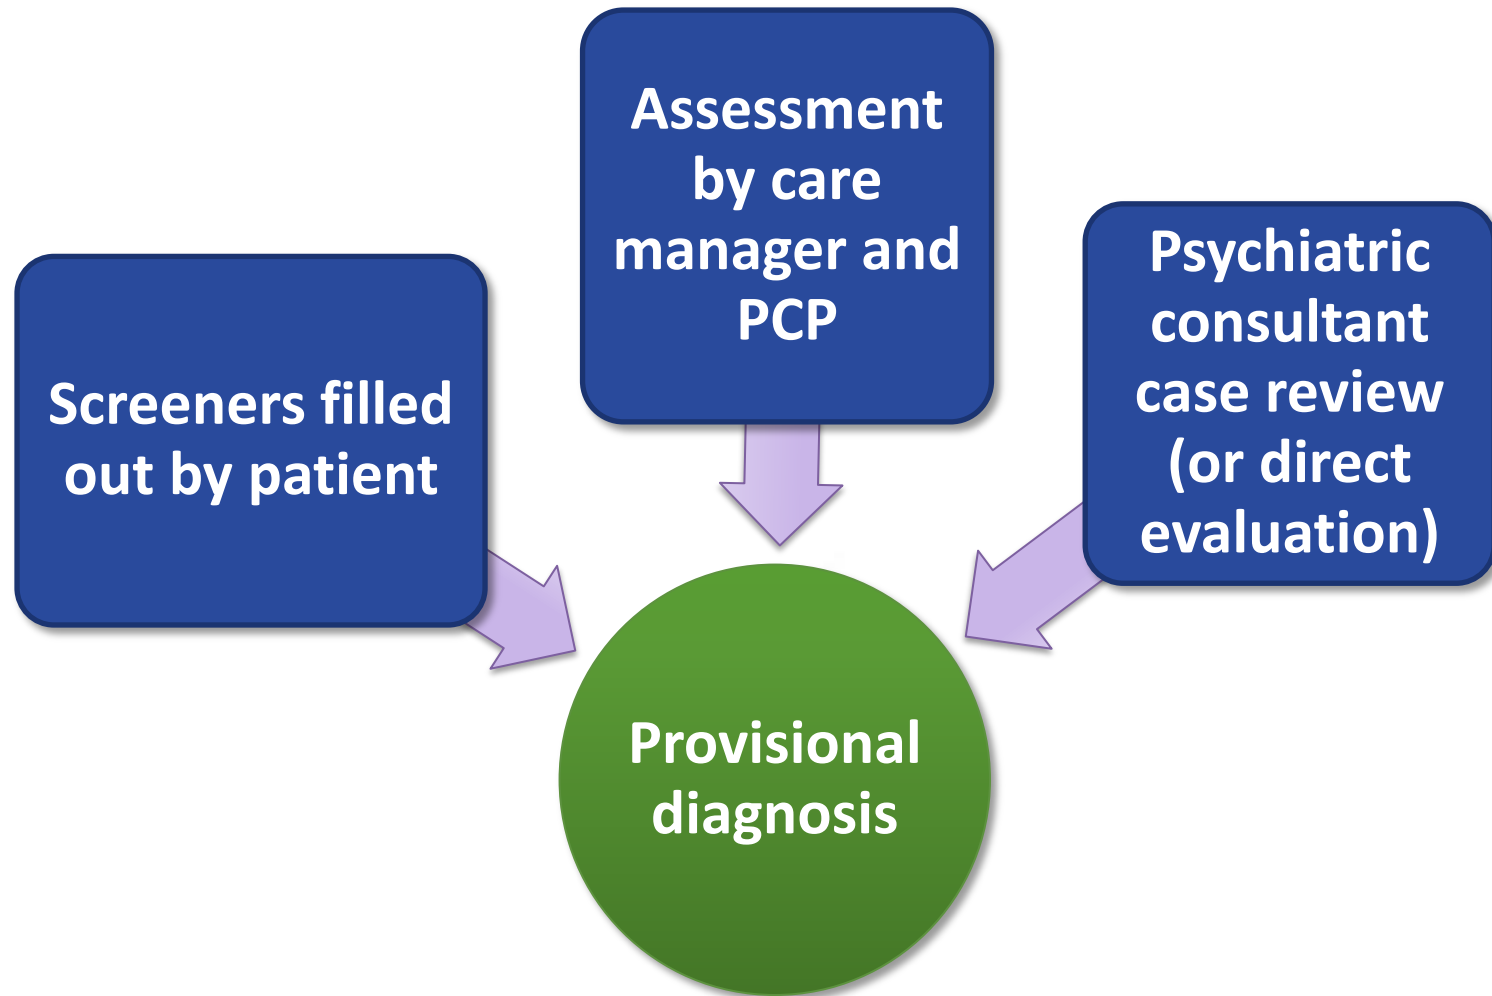 Screeners filled
out by patient
Assessment
by care
manager and
PCP
Psychiatric
consultant
case review
(or direct
evaluation)
Provisional
diagnosis